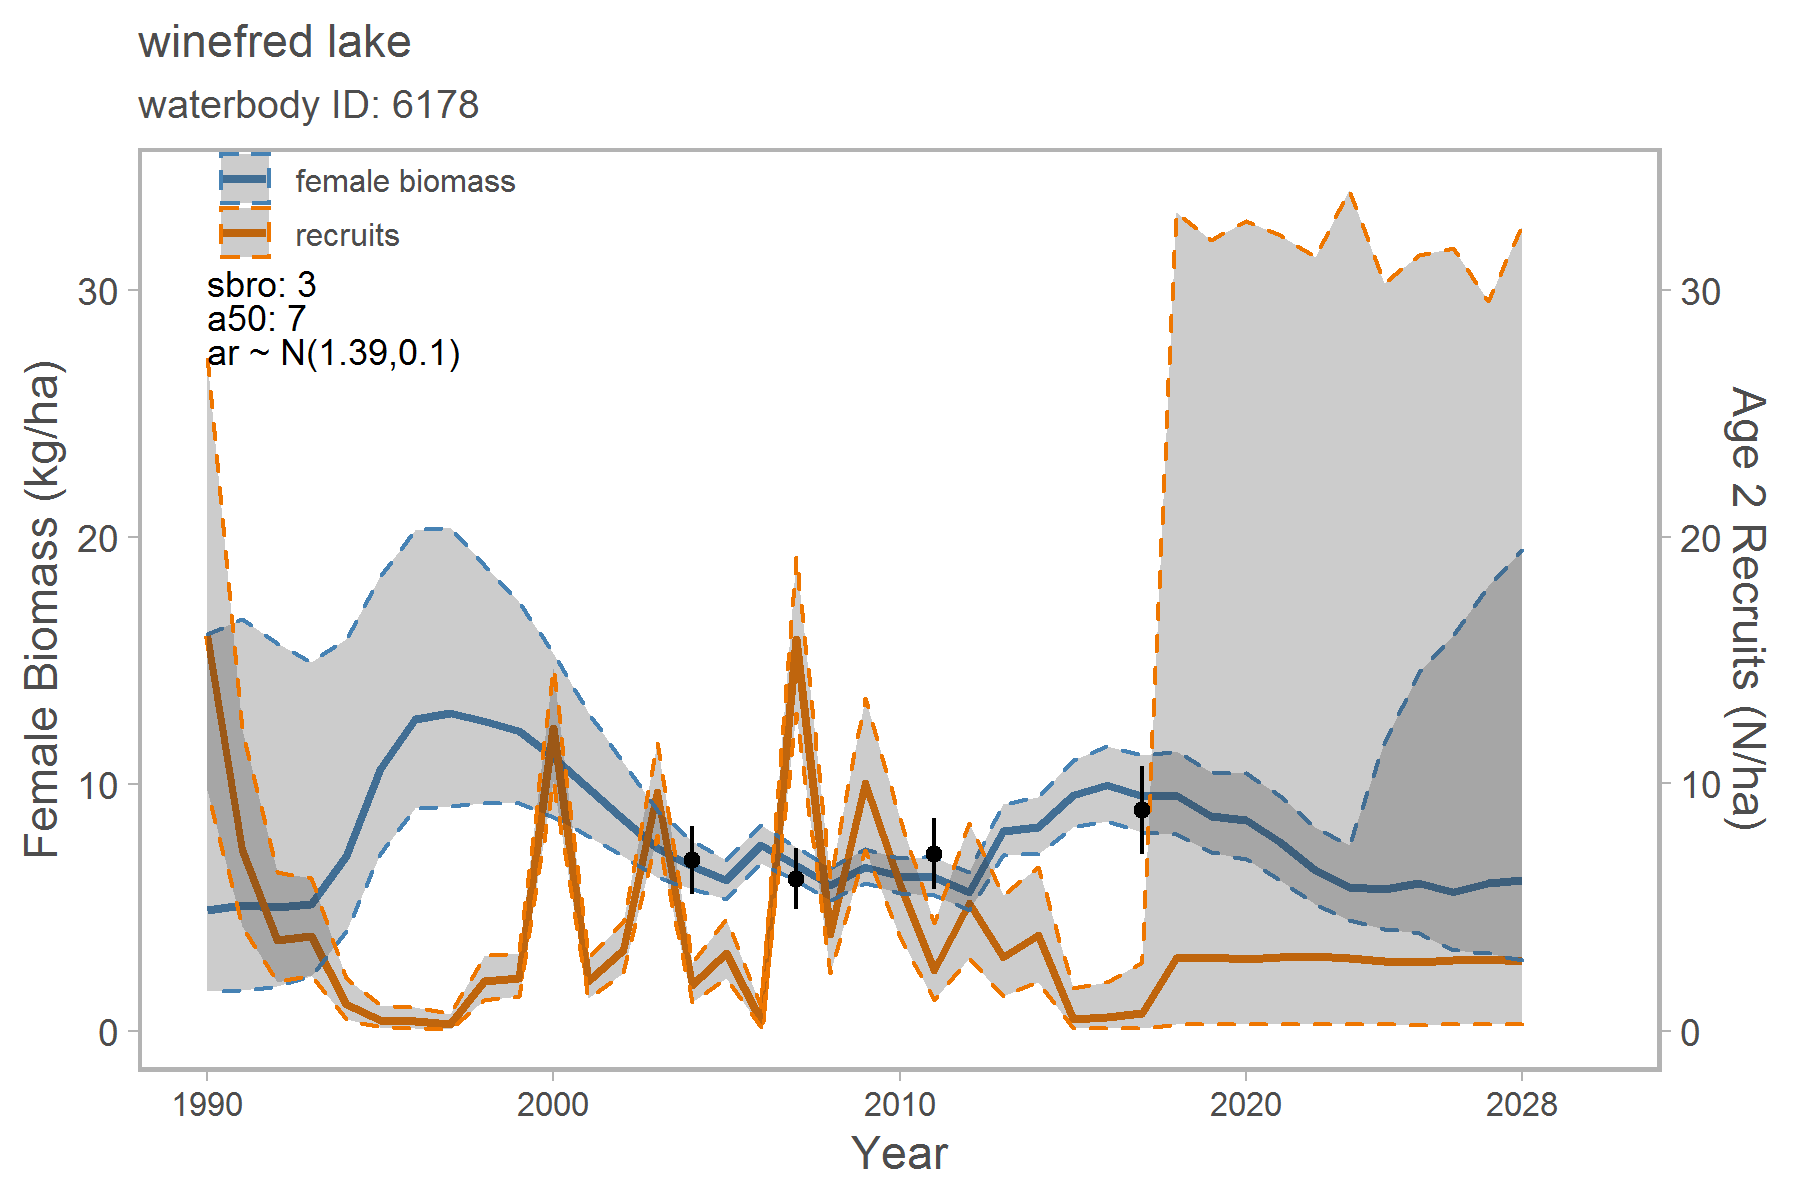 winefred lake
waterbody ID: 6178
female biomass
recruits
sbro: 3
a50: 7
ar ~ N(1.39,0.1)
Female Biomass (kg/ha)
30
20
10
0
30
20
10
0
Age 2 Recruits (N/ha)
1990
2000
2010
2020
2028
Year